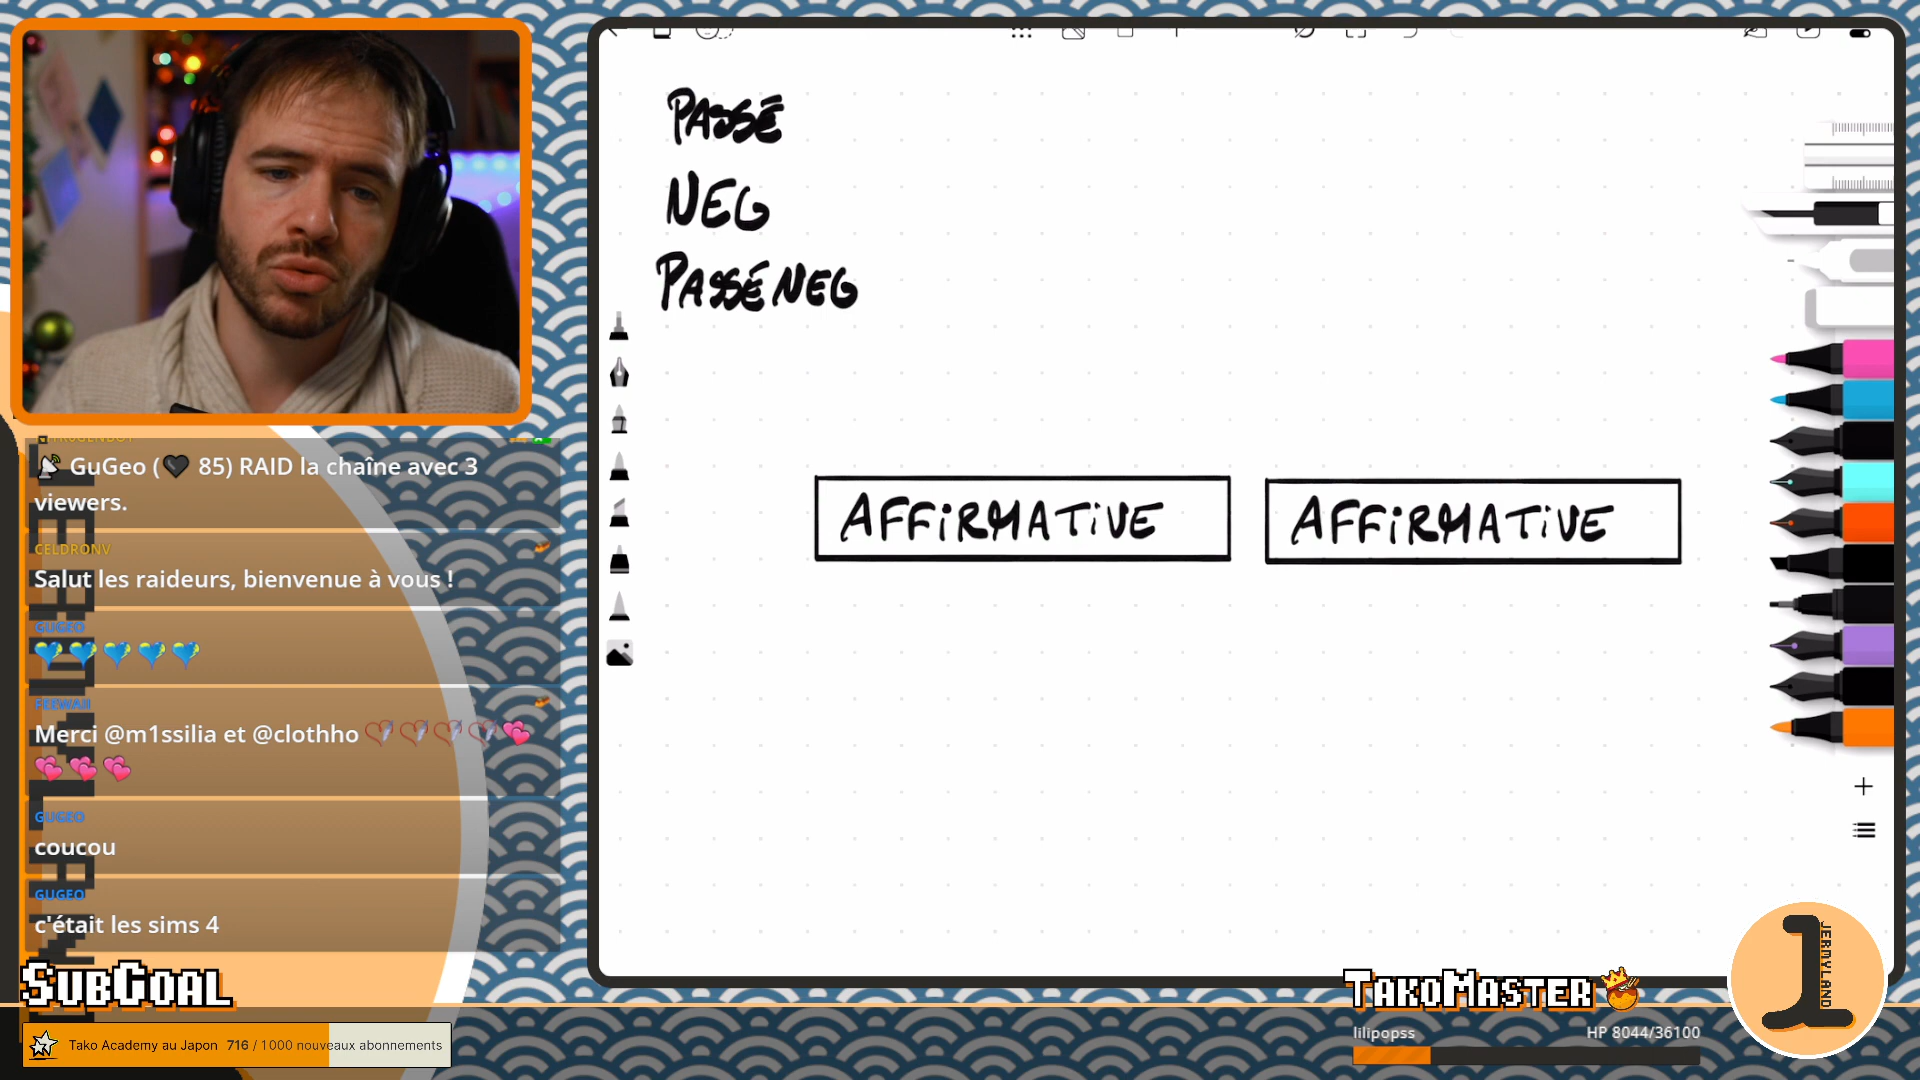 PASSÉ
NEG
PASSÉ NEG
AFFIRMATIVE
AFFIRMATIVE
GuGeo (🖤 85) RAID la chaîne avec 3
viewers.
CELDRONV
Salut les raideurs, bienvenue à vous !
GUGEO
Merci @m1ssilia et @clothho
GUGEO
coucou
GUGEO
c'était les sims 4
SUBGOAL
Tako Academy au Japon 716 / 1000 nouveaux abonnements
TAKOMASTER
lilipopss HP 8044/36100
JEREMYLAND